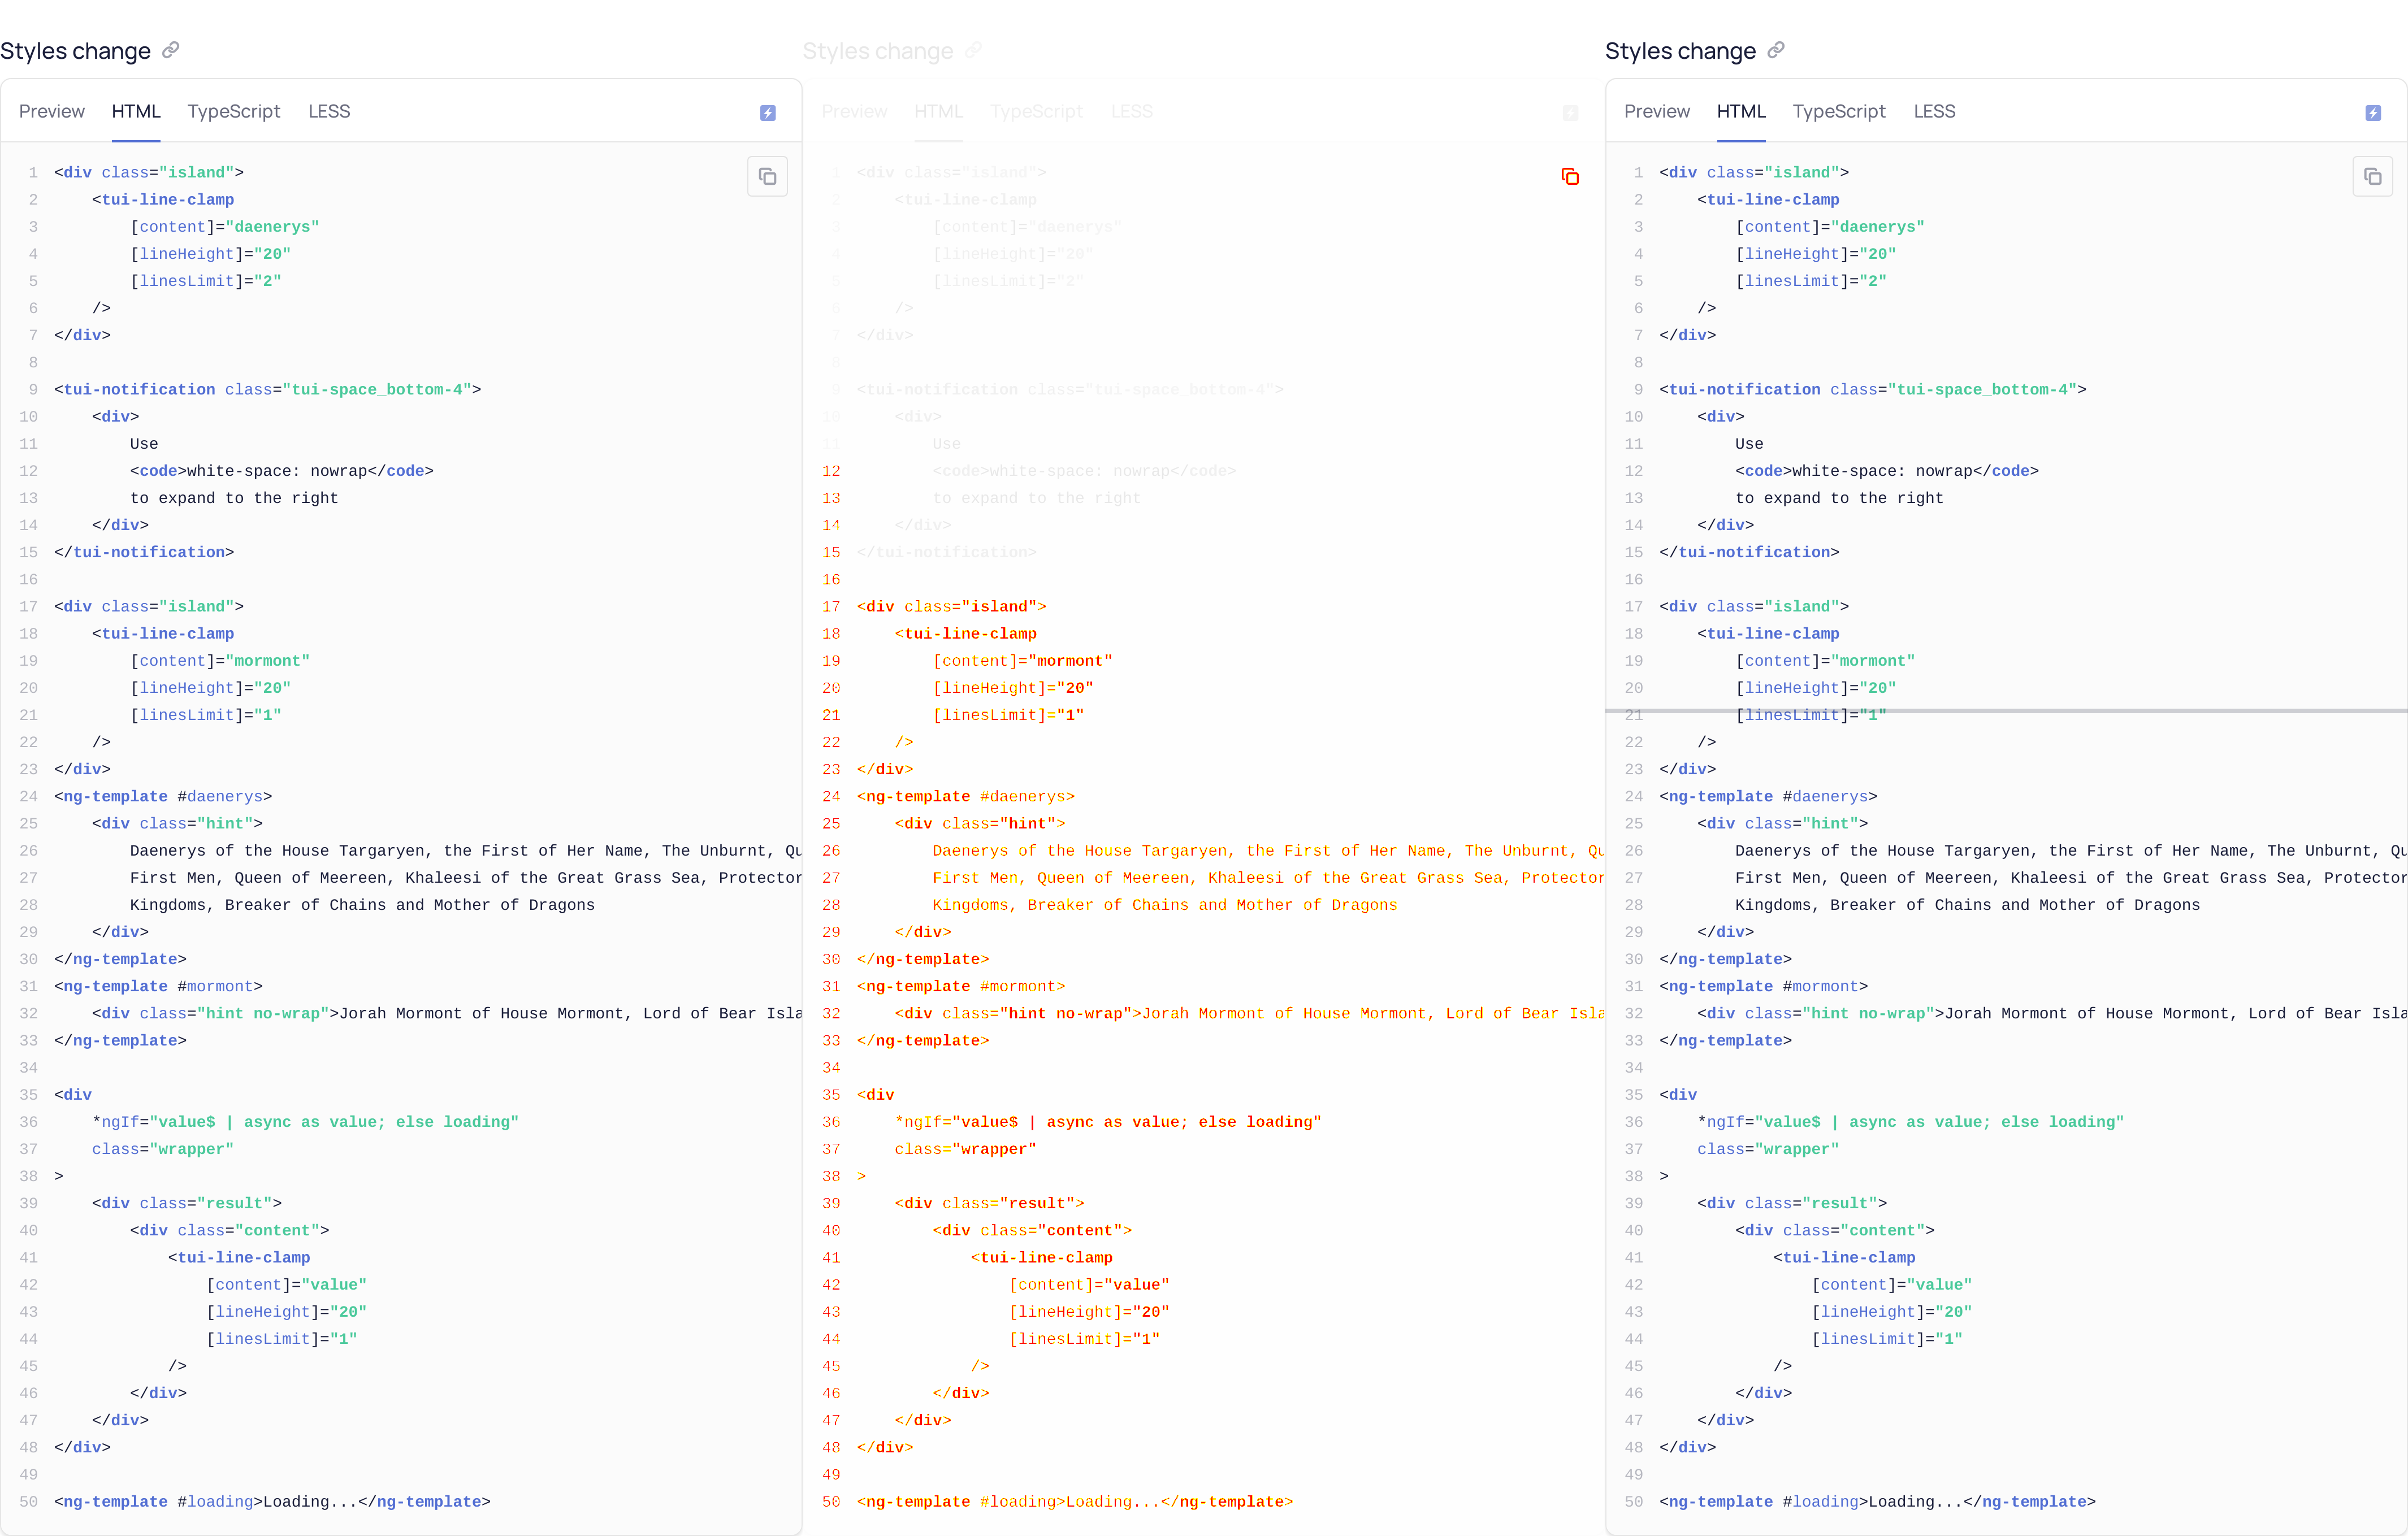 Styles change
Preview HTML TypeScript LESS
1 <div class="island">
2 <tui-line-clamp
3 [content]="daenerys"
4 [lineHeight]="20"
5 [linesLimit]="2"
6 />
7 </div>
8
9 <tui-notification class="tui-space_bottom-4">
10 <div>
11 Use
12 <code>white-space: nowrap</code>
13 to expand to the right
14 </div>
15 </tui-notification>
16
17 <div class="island">
18 <tui-line-clamp
19 [content]="mormont"
20 [lineHeight]="20"
21 [linesLimit]="1"
22 />
23 </div>
24 <ng-template #daenerys>
25 <div class="hint">
26 Daenerys of the House Targaryen, the First of Her Name, The Unburnt, Qu
27 First Men, Queen of Meereen, Khaleesi of the Great Grass Sea, Protector
28 Kingdoms, Breaker of Chains and Mother of Dragons
29 </div>
30 </ng-template>
31 <ng-template #mormont>
32 <div class="hint no-wrap">Jorah Mormont of House Mormont, Lord of Bear Isla
33 </ng-template>
34
35 <div
36 *ngIf="value$ | async as value; else loading"
37 class="wrapper"
38 >
39 <div class="result">
40 <div class="content">
41 <tui-line-clamp
42 [content]="value"
43 [lineHeight]="20"
44 [linesLimit]="1"
45 />
46 </div>
47 </div>
48 </div>
49
50 <ng-template #loading>Loading...</ng-template>
Styles change
Preview HTML TypeScript LESS
1 <div class="island">
2 <tui-line-clamp
3 [content]="daenerys"
4 [lineHeight]="20"
5 [linesLimit]="2"
6 />
7 </div>
8
9 <tui-notification class="tui-space_bottom-4">
10 <div>
11 Use
12 <code>white-space: nowrap</code>
13 to expand to the right
14 </div>
15 </tui-notification>
16
17 <div class="island">
18 <tui-line-clamp
19 [content]="mormont"
20 [lineHeight]="20"
21 [linesLimit]="1"
22 />
23 </div>
24 <ng-template #daenerys>
25 <div class="hint">
26 Daenerys of the House Targaryen, the First of Her Name, The Unburnt, Qu
27 First Men, Queen of Meereen, Khaleesi of the Great Grass Sea, Protector
28 Kingdoms, Breaker of Chains and Mother of Dragons
29 </div>
30 </ng-template>
31 <ng-template #mormont>
32 <div class="hint no-wrap">Jorah Mormont of House Mormont, Lord of Bear Isla
33 </ng-template>
34
35 <div
36 *ngIf="value$ | async as value; else loading"
37 class="wrapper"
38 >
39 <div class="result">
40 <div class="content">
41 <tui-line-clamp
42 [content]="value"
43 [lineHeight]="20"
44 [linesLimit]="1"
45 />
46 </div>
47 </div>
48 </div>
49
50 <ng-template #loading>Loading...</ng-template>
Styles change
Preview HTML TypeScript LESS
1 <div class="island">
2 <tui-line-clamp
3 [content]="daenerys"
4 [lineHeight]="20"
5 [linesLimit]="2"
6 />
7 </div>
8
9 <tui-notification class="tui-space_bottom-4">
10 <div>
11 Use
12 <code>white-space: nowrap</code>
13 to expand to the right
14 </div>
15 </tui-notification>
16
17 <div class="island">
18 <tui-line-clamp
19 [content]="mormont"
20 [lineHeight]="20"
21 [linesLimit]="1"
22 />
23 </div>
24 <ng-template #daenerys>
25 <div class="hint">
26 Daenerys of the House Targaryen, the First of Her Name, The Unburnt, Qu
27 First Men, Queen of Meereen, Khaleesi of the Great Grass Sea, Protector
28 Kingdoms, Breaker of Chains and Mother of Dragons
29 </div>
30 </ng-template>
31 <ng-template #mormont>
32 <div class="hint no-wrap">Jorah Mormont of House Mormont, Lord of Bear Isla
33 </ng-template>
34
35 <div
36 *ngIf="value$ | async as value; else loading"
37 class="wrapper"
38 >
39 <div class="result">
40 <div class="content">
41 <tui-line-clamp
42 [content]="value"
43 [lineHeight]="20"
44 [linesLimit]="1"
45 />
46 </div>
47 </div>
48 </div>
49
50 <ng-template #loading>Loading...</ng-template>